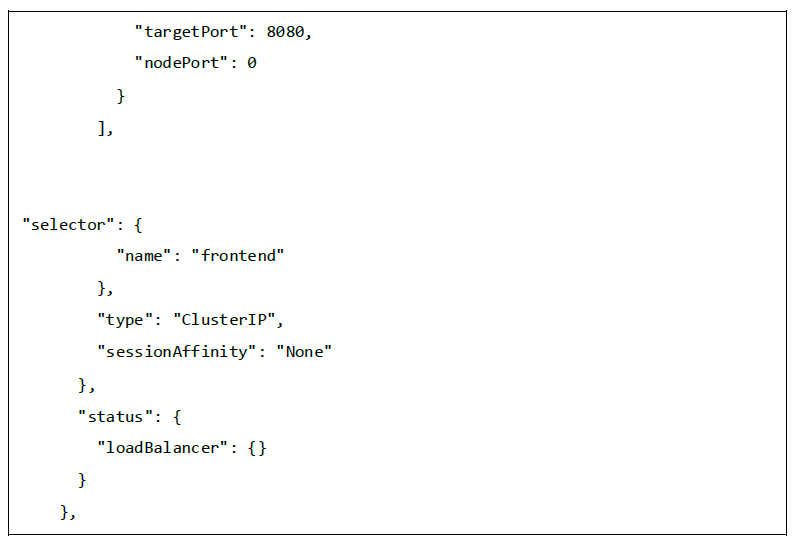 "targetPort": 8080,
"nodePort": 0
}
],
"selector": {
"name": "frontend"
},
"type": "ClusterIP",
"sessionAffinity": "None"
},
"status": {
"loadBalancer": {}
}
},